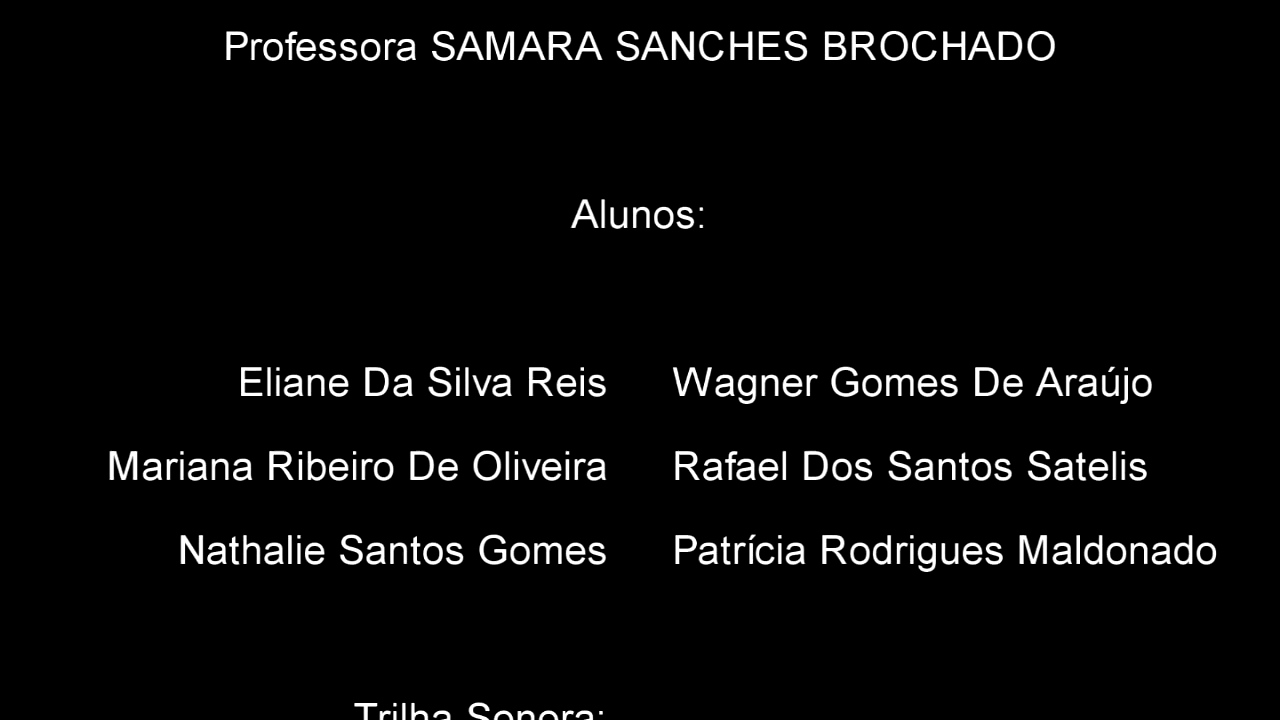 Professora SAMARA SANCHES BROCHADO
Alunos:
Eliane Da Silva Reis Wagner Gomes De Araújo
Mariana Ribeiro De Oliveira Rafael Dos Santos Satelis
Nathalie Santos Gomes Patrícia Rodrigues Maldonado
Trilha Sonora: